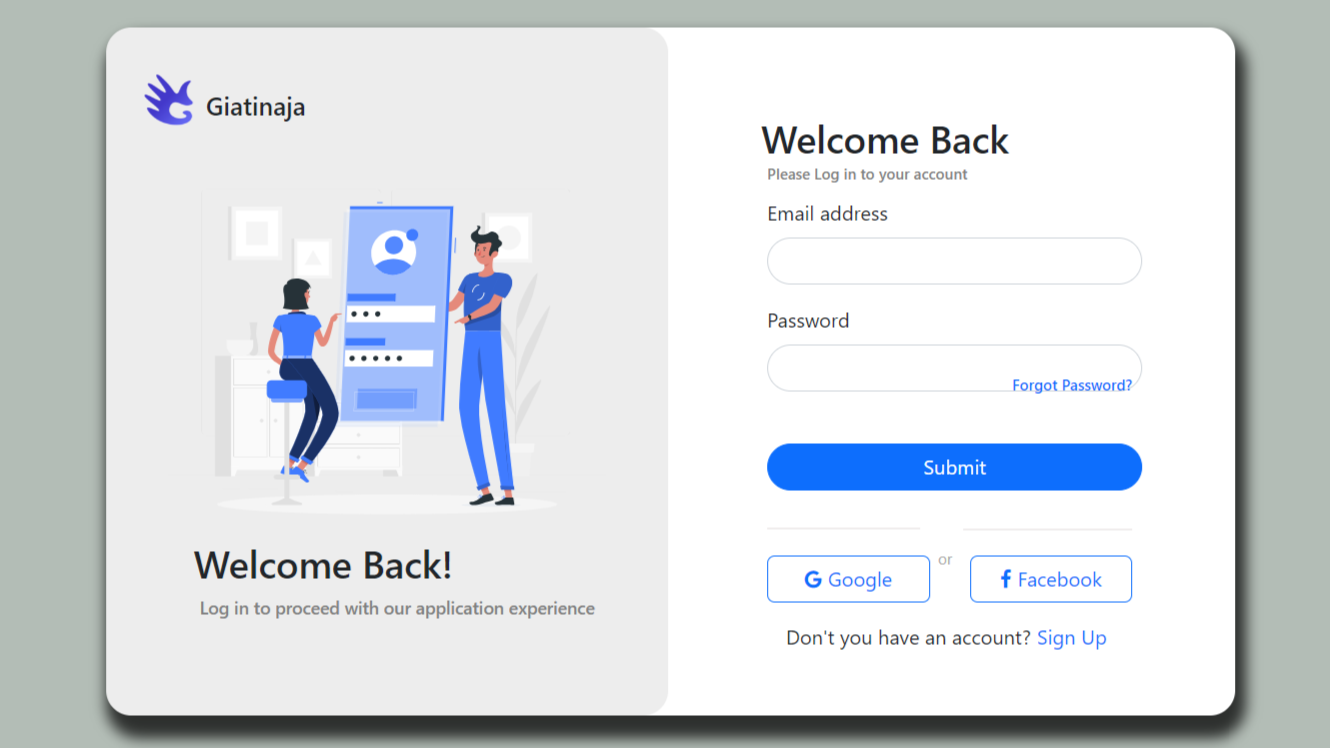 Giatinaja
Welcome Back!
Log in to proceed with our application experience
Welcome Back
Please Log in to your account
Email address
Password
Forgot Password?
Submit
or
Google
Facebook
Don't you have an account? Sign Up